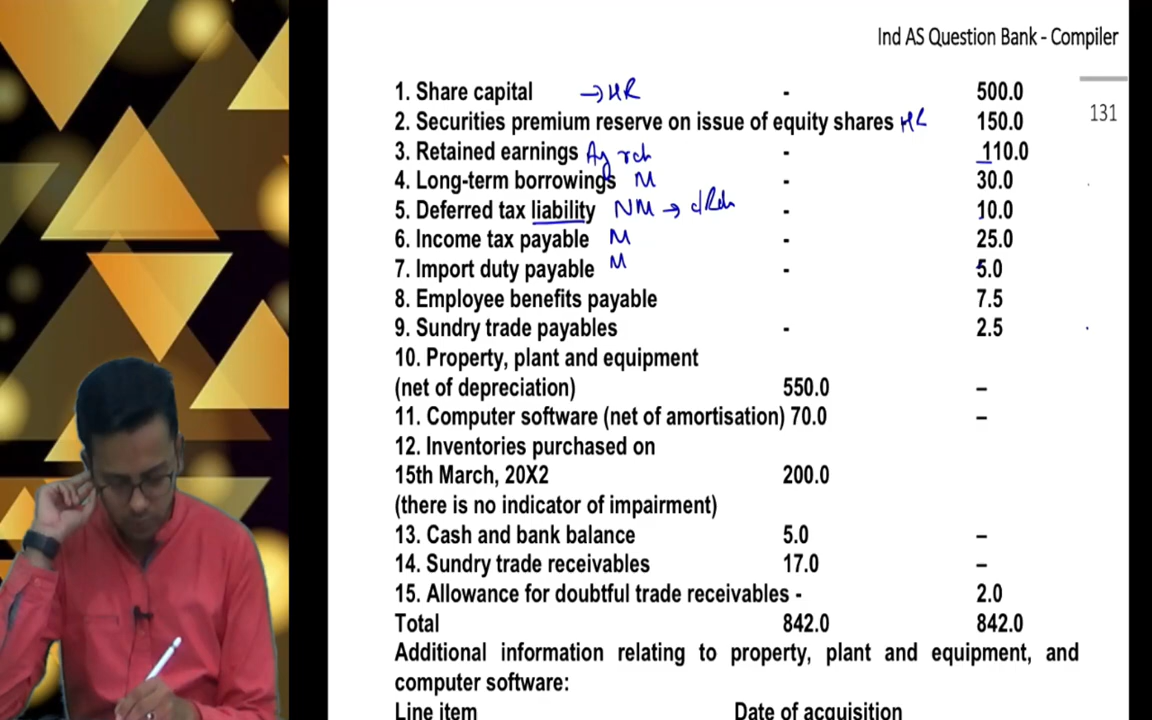 Ind AS Question Bank - Compiler
131
1. Share capital → HR - 500.0
2. Securities premium reserve on issue of equity shares HR 150.0
3. Retained earnings - 110.0
4. Long-term borrowings M - 30.0
5. Deferred tax liability NM → - 10.0
6. Income tax payable M - 25.0
7. Import duty payable M - 5.0
8. Employee benefits payable 7.5
9. Sundry trade payables - 2.5
10. Property, plant and equipment
(net of depreciation) 550.0 –
11. Computer software (net of amortisation) 70.0 –
12. Inventories purchased on
15th March, 20X2 200.0
(there is no indicator of impairment)
13. Cash and bank balance 5.0 –
14. Sundry trade receivables 17.0 –
15. Allowance for doubtful trade receivables - 2.0
Total 842.0 842.0
Additional information relating to property, plant and equipment, and
computer software:
Line item Date of acquisition